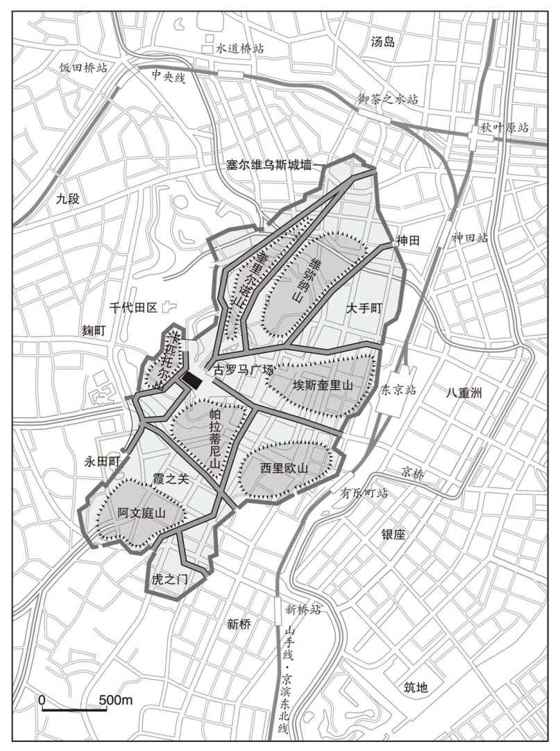 汤岛
水道桥站
饭田桥站
中央线
御茶之水站
秋叶原站
塞尔维乌斯城墙
九段
神田
神田站
奎里尔诺山
维弥纳山
大手町
千代田区
麹町
卡匹托尔山
古罗马广场
埃斯奎里山
东京站
八重洲
帕拉蒂尼山
永田町
西里欧山
京桥
霞之关
有乐町站
阿文庭山
银座
虎之门
新桥
新桥站
山手线·京滨东北线
筑地
0 500m